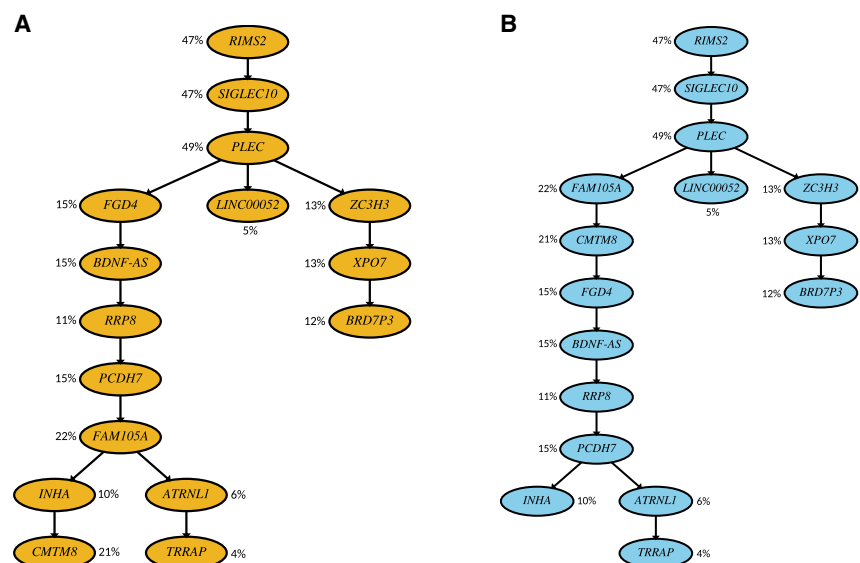 A
47% RIMS2
47% SIGLEC10
49% PLEC
15% FGD4
LINC00052
5%
13% ZC3H3
15% BDNF-AS
13% XPO7
11% RRP8
12% BRD7P3
15% PCDH7
22% FAM105A
INHA 10%
ATRNL1 6%
CMTM8 21%
TRRAP 4%
B
47% RIMS2
47% SIGLEC10
49% PLEC
22% FAM105A
LINC00052
5%
13% ZC3H3
21% CMTM8
13% XPO7
15% FGD4
12% BRD7P3
15% BDNF-AS
11% RRP8
15% PCDH7
INHA 10%
ATRNL1 6%
TRRAP 4%